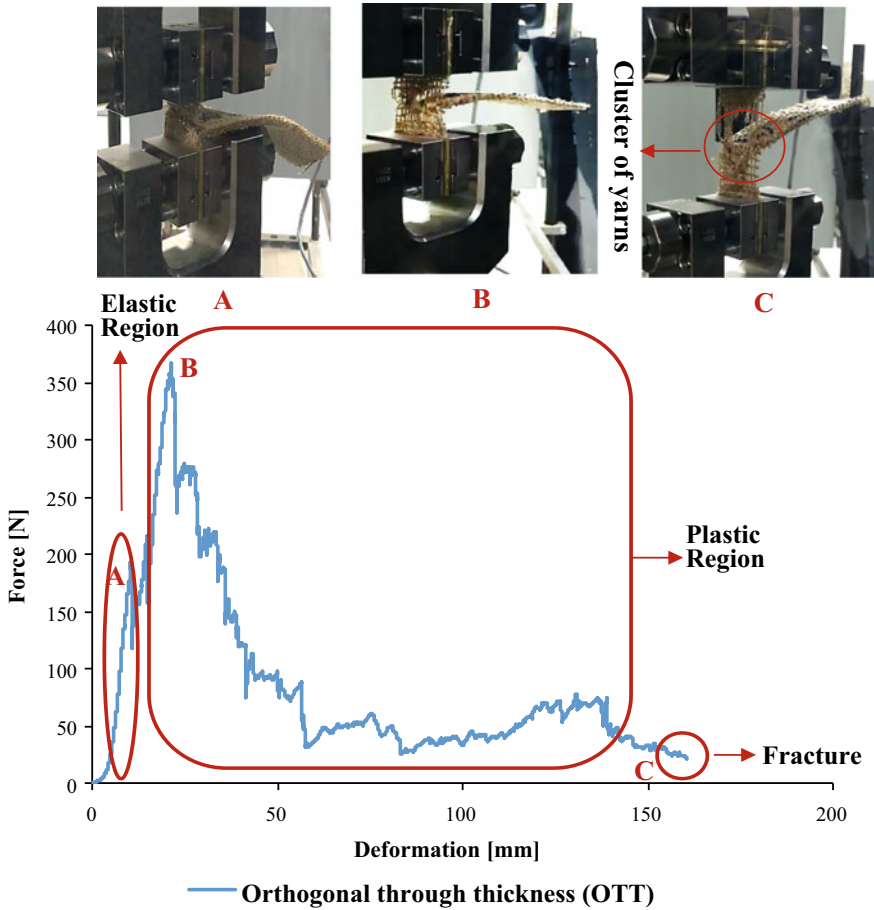 Cluster of yarns
A
B
C
Elastic
Region
400
350
300
250
200
150
100
50
0
Force [N]
A
B
C
Plastic
Region
Fracture
0
50
100
150
200
Deformation [mm]
Orthogonal through thickness (OTT)